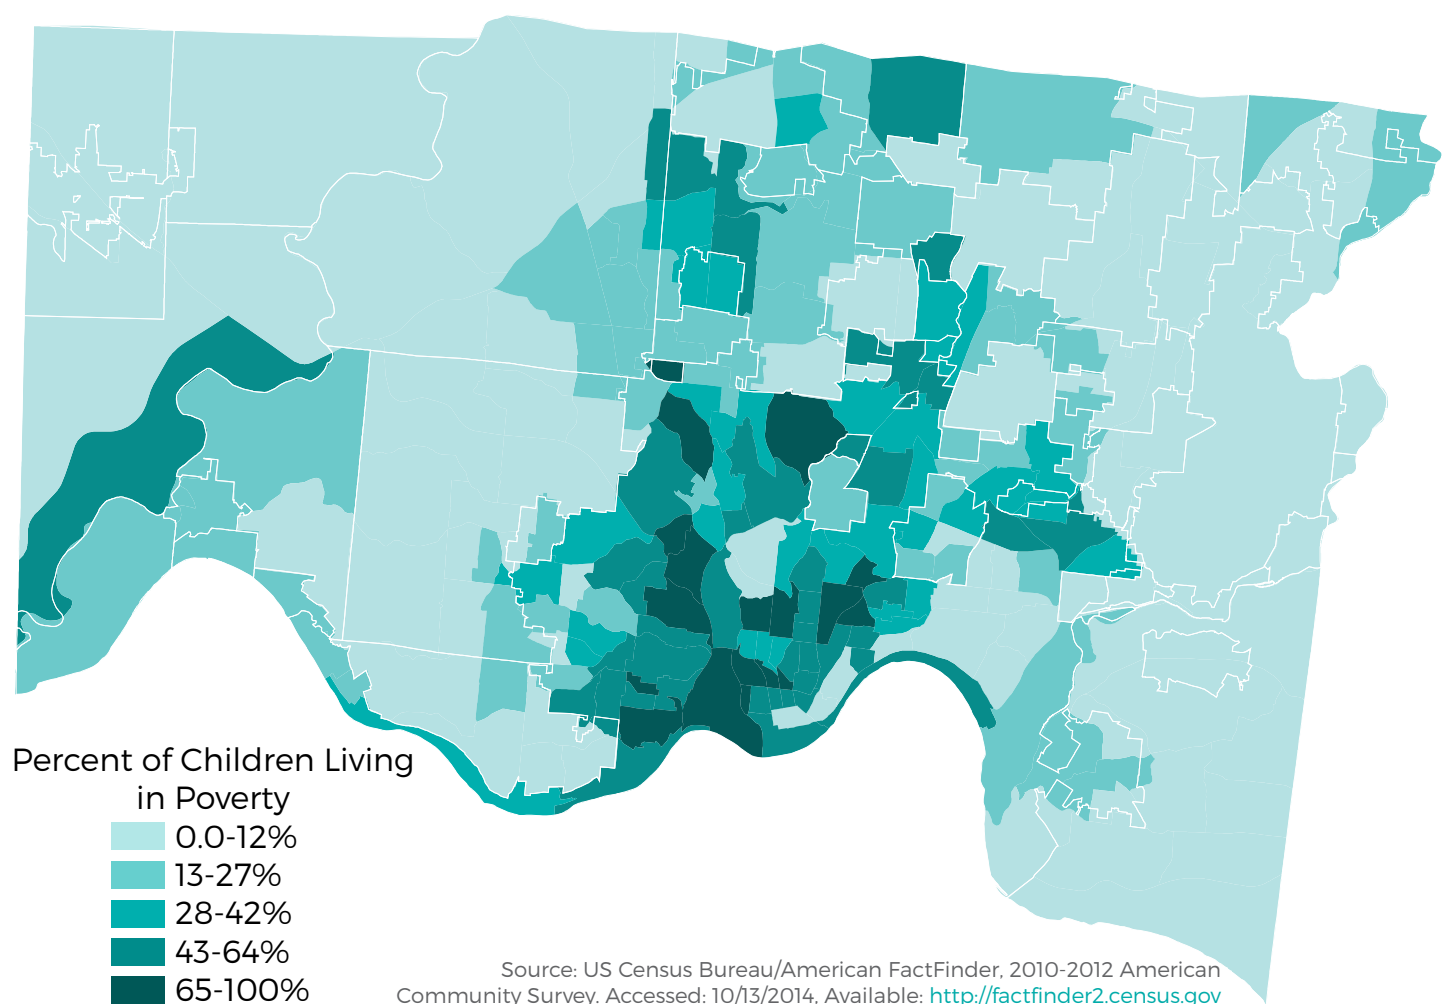 Percent of Children Living
in Poverty
0.0-12%
13-27%
28-42%
43-64%
65-100%
Source: US Census Bureau/American FactFinder, 2010-2012 American
Community Survey. Accessed: 10/13/2014, Available: http://factfinder2.census.gov